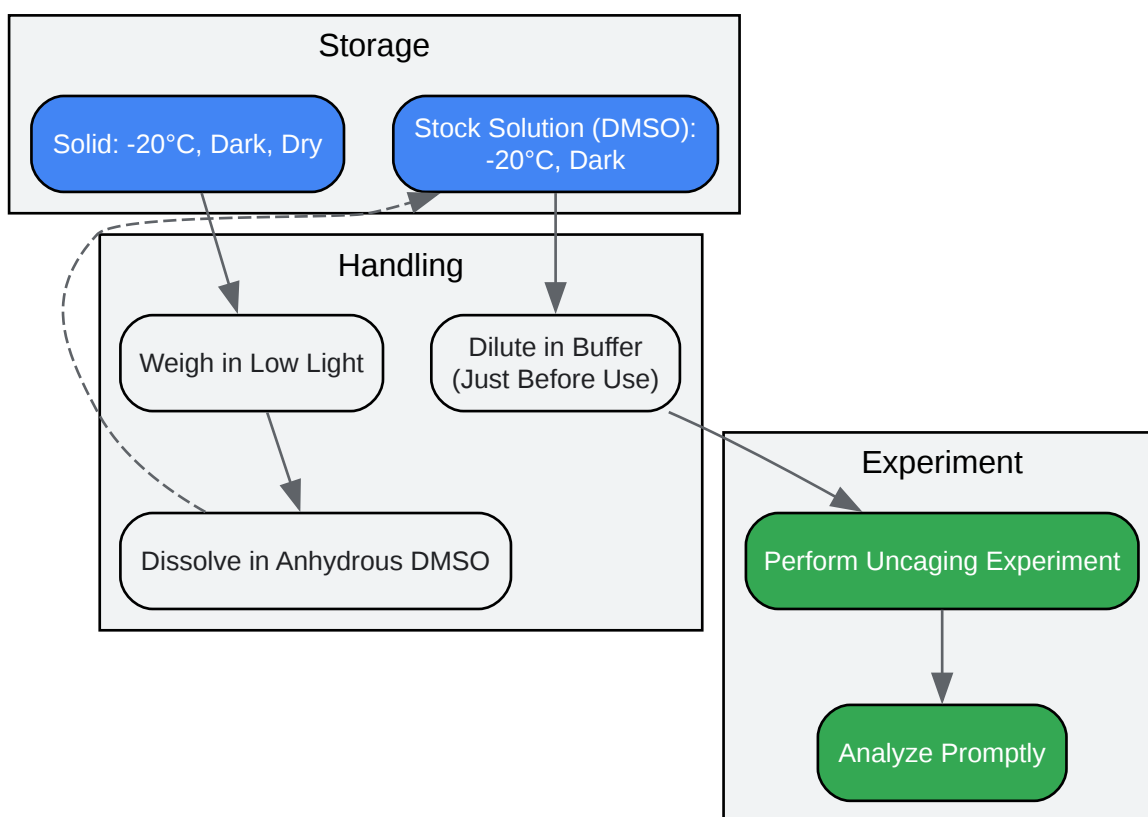 Storage
Solid: -20°C, Dark, Dry
Stock Solution (DMSO):
-20°C, Dark
Handling
Weigh in Low Light
Dilute in Buffer
(Just Before Use)
Dissolve in Anhydrous DMSO
Experiment
Perform Uncaging Experiment
Analyze Promptly